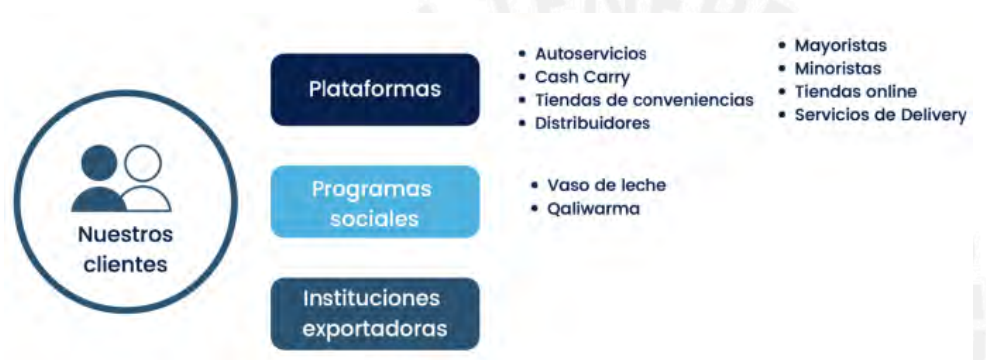 Nuestros
clientes
Plataformas
• Autoservicios
• Cash Carry
• Tiendas de conveniencias
• Distribuidores
• Mayoristas
• Minoristas
• Tiendas online
• Servicios de Delivery
Programas
sociales
• Vaso de leche
• Qaliwarma
Instituciones
exportadoras